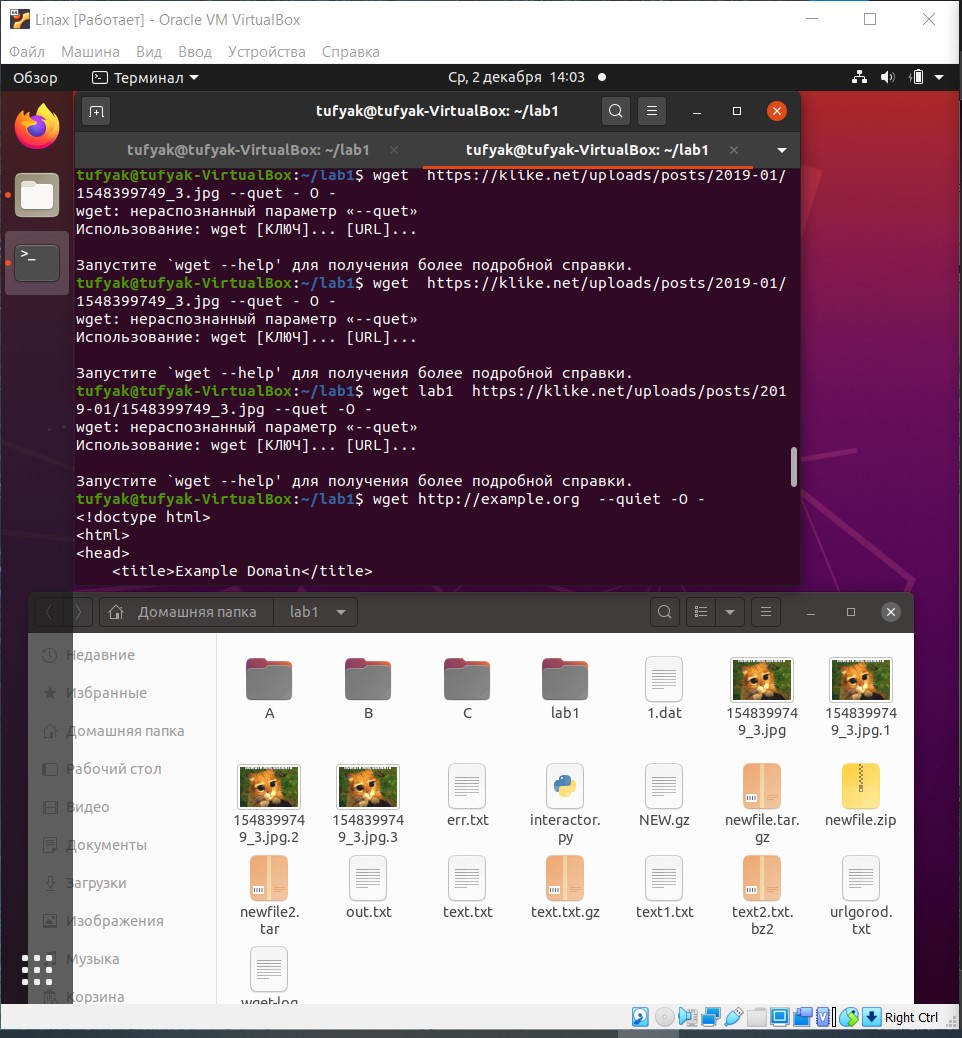 Linax [Работает] - Oracle VM VirtualBox
Файл Машина Вид Ввод Устройства Справка
Обзор Терминал Ср, 2 декабря 14:03
tufyak@tufyak-VirtualBox: ~/lab1
tufyak@tufyak-VirtualBox: ~/lab1 tufyak@tufyak-VirtualBox: ~/lab1
tufyak@tufyak-VirtualBox:~/lab1$ wget  https://klike.net/uploads/posts/2019-01/
1548399749_3.jpg --quet - O
wget: нераспознанный параметр «--quet»
Использование: wget [КЛЮЧ]... [URL]...
Запустите `wget --help' для получения более подробной справки.
tufyak@tufyak-VirtualBox:~/lab1$ wget  https://klike.net/uploads/posts/2019-01/
1548399749_3.jpg --quet - O -
wget: нераспознанный параметр «--quet»
Использование: wget [КЛЮЧ]... [URL]...
Запустите `wget --help' для получения более подробной справки.
tufyak@tufyak-VirtualBox:~/lab1$ wget lab1  https://klike.net/uploads/posts/201
9-01/1548399749_3.jpg --quet -O -
wget: нераспознанный параметр «--quet»
Использование: wget [КЛЮЧ]... [URL]...
Запустите `wget --help' для получения более подробной справки.
tufyak@tufyak-VirtualBox:~/lab1$ wget http://example.org  --quiet -O -
<!doctype html>
<html>
<head>
    <title>Example Domain</title>
Домашняя папка lab1
Недавние
Избранные
Домашняя папка
Рабочий стол
Видео
Документы
Загрузки
Изображения
Музыка
Корзина
A B C lab1 1.dat 154839974 154839974
9_3.jpg 9_3.jpg.1
154839974 154839974 err.txt interactor. NEW.gz newfile.tar. newfile.zip
9_3.jpg.2 9_3.jpg.3 py gz
newfile2. out.txt text.txt text.txt.gz text1.txt text2.txt. urlgorod.
tar bz2 txt
wget-log
Right Ctrl